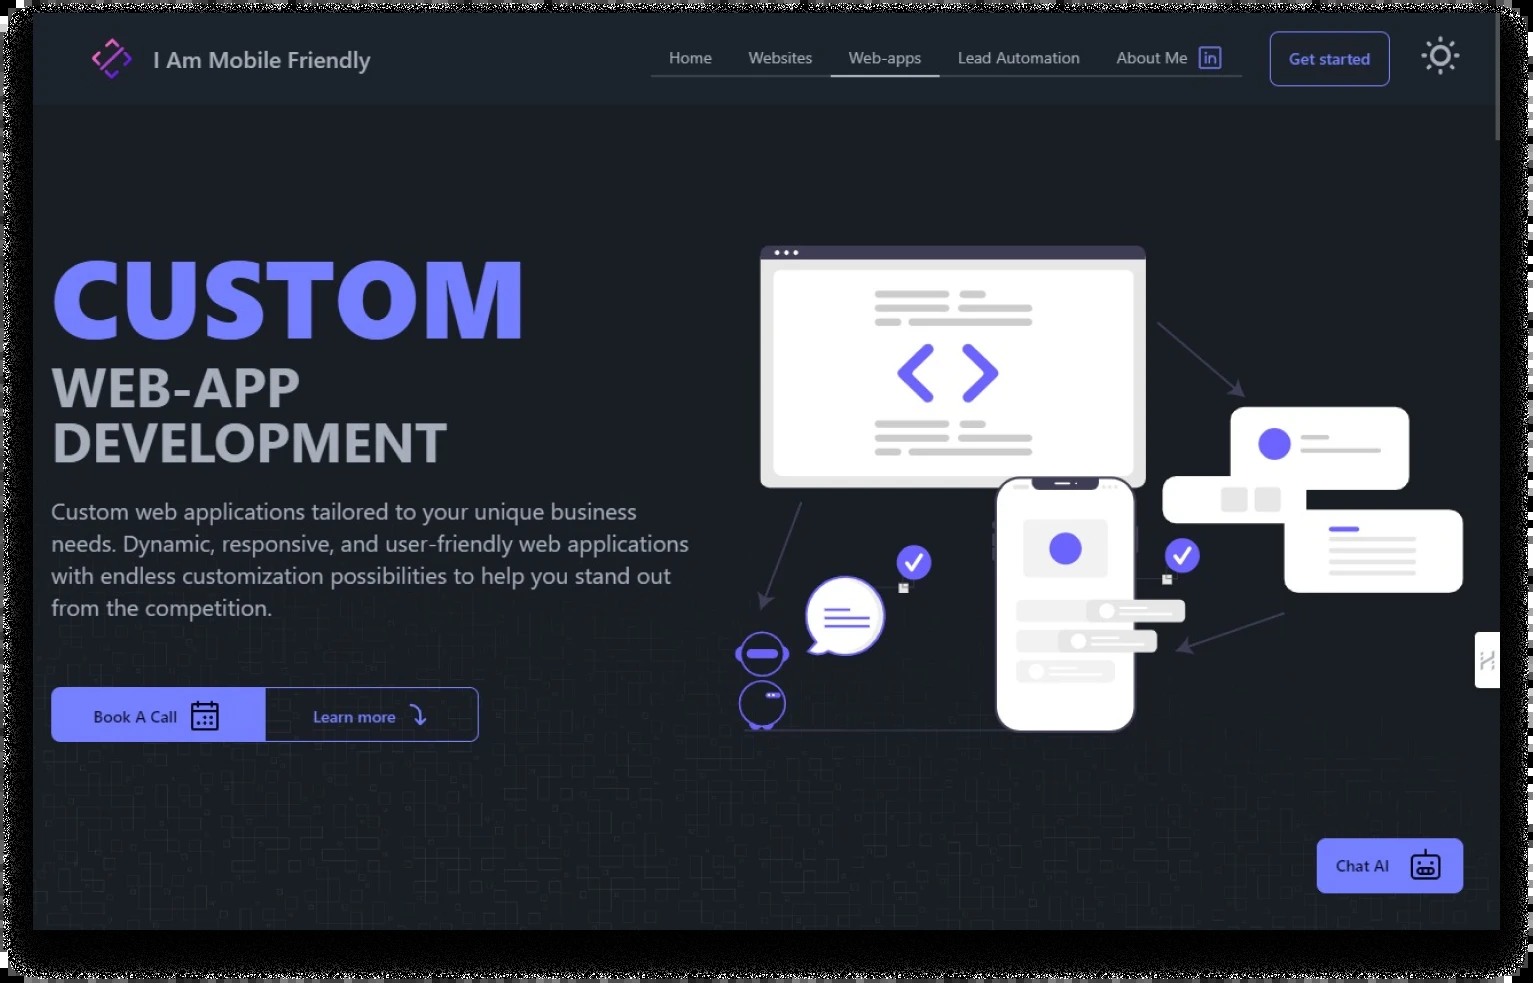 I Am Mobile Friendly
Home Websites Web-apps Lead Automation About Me in Get started
CUSTOM
WEB-APP
DEVELOPMENT
Custom web applications tailored to your unique business
needs. Dynamic, responsive, and user-friendly web applications
with endless customization possibilities to help you stand out
from the competition.
Book A Call Learn more
Chat AI